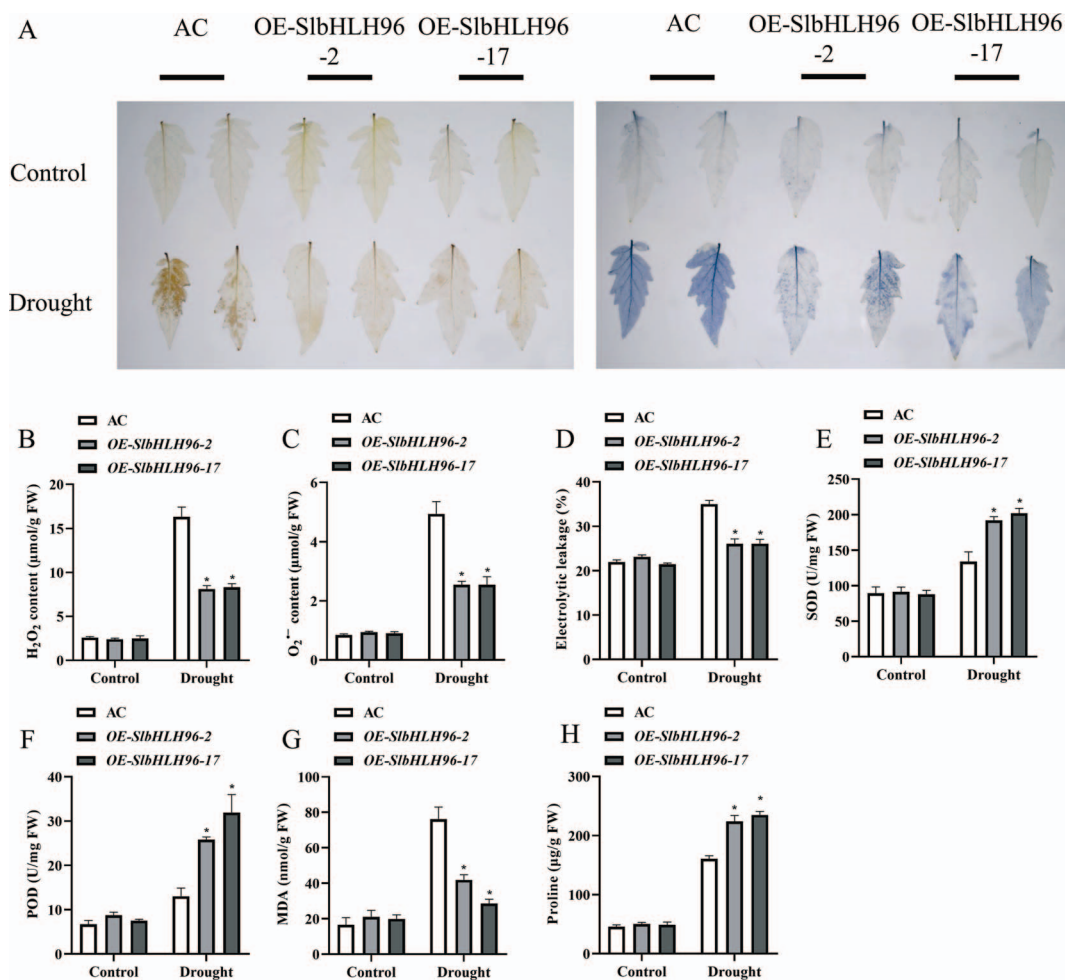 A
AC
OE-SlbHLH96
-2
OE-SlbHLH96
-17
AC
OE-SlbHLH96
-2
OE-SlbHLH96
-17
Control
Drought
B
AC
OE-SlbHLH96-2
OE-SlbHLH96-17
H₂O₂ content (μmol/g FW)
20
15
10
5
0
Control
Drought
*
*
C
AC
OE-SlbHLH96-2
OE-SlbHLH96-17
O₂•− content (μmol/g FW)
6
4
2
0
Control
Drought
*
*
D
AC
OE-SlbHLH96-2
OE-SlbHLH96-17
Electrolytic leakage (%)
40
30
20
10
0
Control
Drought
*
*
E
AC
OE-SlbHLH96-2
OE-SlbHLH96-17
SOD (U/mg FW)
250
200
150
100
50
0
Control
Drought
*
*
F
AC
OE-SlbHLH96-2
OE-SlbHLH96-17
POD (U/mg FW)
40
30
20
10
0
Control
Drought
*
*
G
AC
OE-SlbHLH96-2
OE-SlbHLH96-17
MDA (nmol/g FW)
100
80
60
40
20
0
Control
Drought
*
*
H
AC
OE-SlbHLH96-2
OE-SlbHLH96-17
Proline (μg/g FW)
300
200
100
0
Control
Drought
*
*